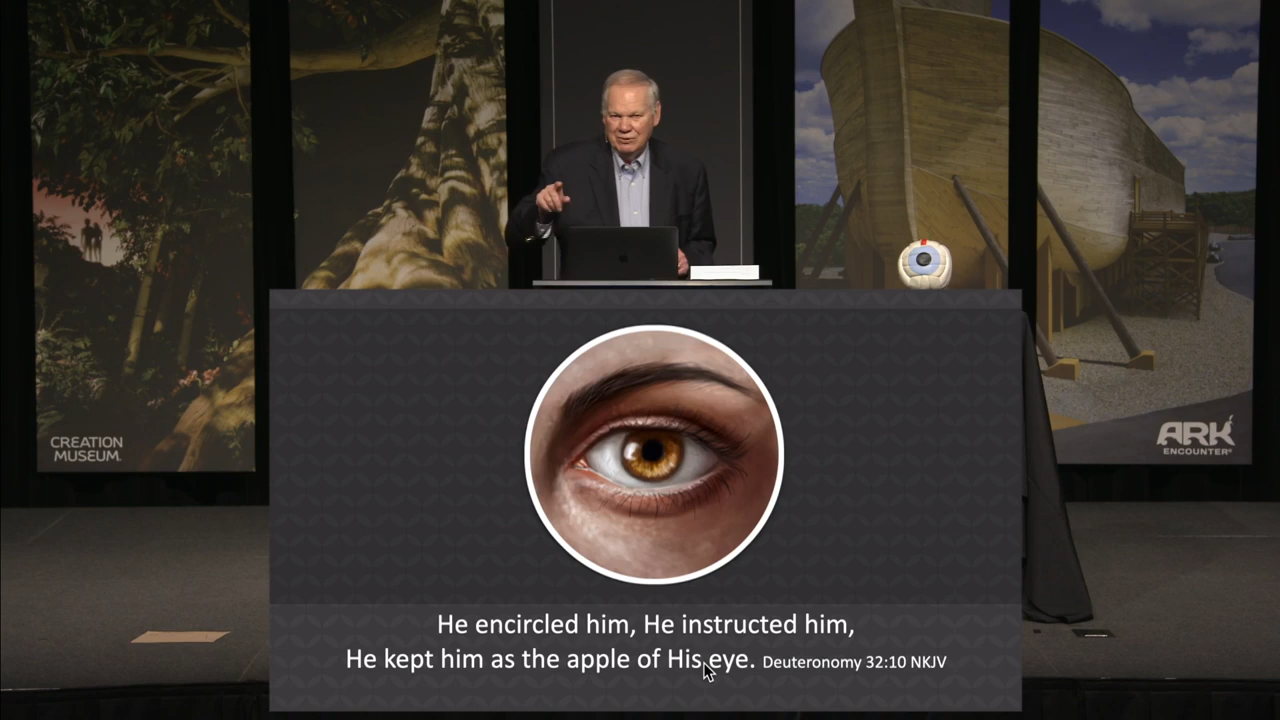 CREATION
MUSEUM
ARK
ENCOUNTER
He encircled him, He instructed him,
He kept him as the apple of His eye. Deuteronomy 32:10 NKJV